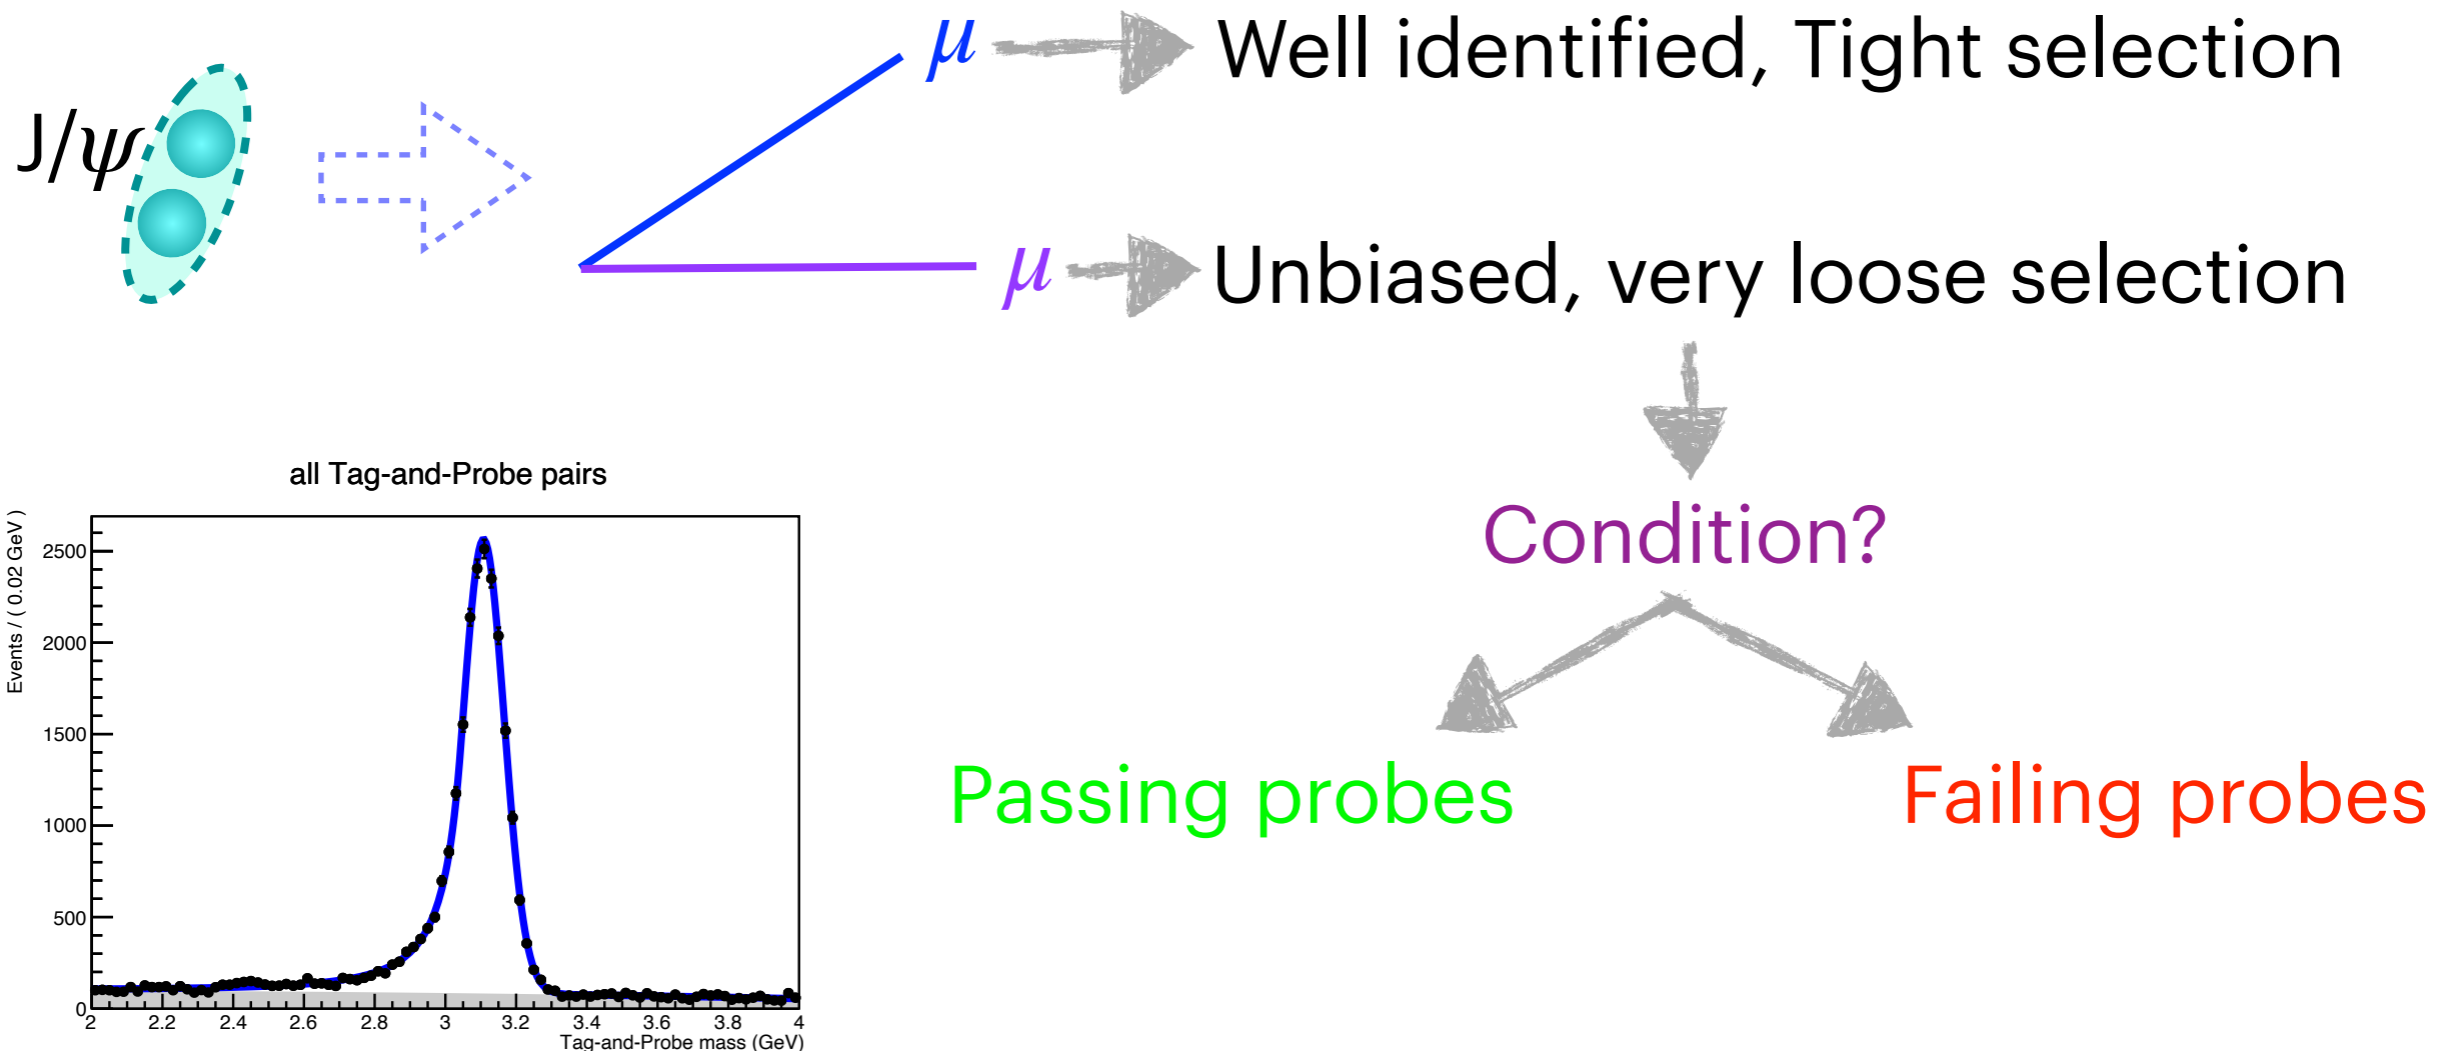 μ Well identified, Tight selection
J/ψ
μ Unbiased, very loose selection
Condition?
Passing probes Failing probes
all Tag-and-Probe pairs
Events / ( 0.02 GeV )
2500
2000
1500
1000
500
0
2 2.2 2.4 2.6 2.8 3 3.2 3.4 3.6 3.8 4
Tag-and-Probe mass (GeV)